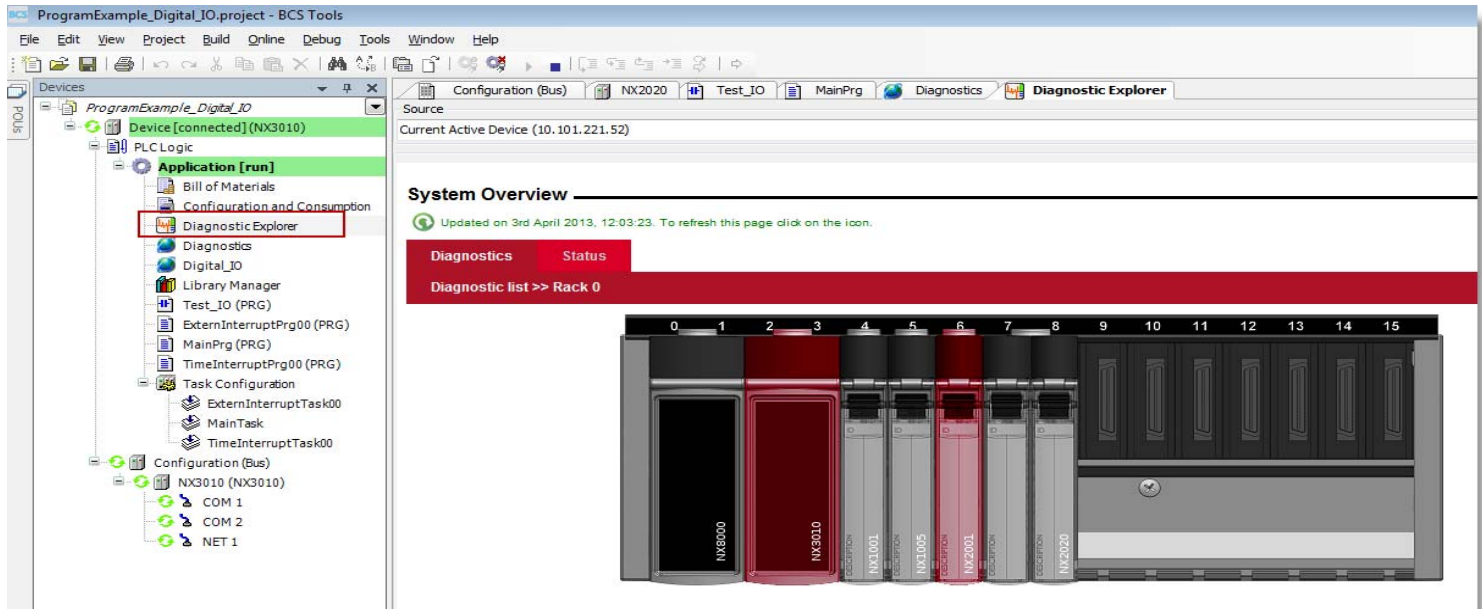 BCS ProgramExample_Digital_IO.project - BCS Tools
File Edit View Project Build Online Debug Tools Window Help
Devices
POUs
ProgramExample_Digital_IO
Device [connected] (NX3010)
PLC Logic
Application [run]
Bill of Materials
Configuration and Consumption
Diagnostic Explorer
Diagnostics
Digital_IO
Library Manager
Test_IO (PRG)
ExternInterruptPrg00 (PRG)
MainPrg (PRG)
TimeInterruptPrg00 (PRG)
Task Configuration
ExternInterruptTask00
MainTask
TimeInterruptTask00
Configuration (Bus)
NX3010 (NX3010)
COM 1
COM 2
NET 1
Configuration (Bus) NX2020 Test_IO MainPrg Diagnostics Diagnostic Explorer
Source
Current Active Device (10.101.221.52)
System Overview
Updated on 3rd April 2013, 12:03:23. To refresh this page click on the icon.
Diagnostics Status
Diagnostic list >> Rack 0
0 1 2 3 4 5 6 7 8 9 10 11 12 13 14 15
NX8000
NX3010
DESCRIPTION NX1001
DESCRIPTION NX1005
DESCRIPTION NX2001
DESCRIPTION
DESCRIPTION NX2020